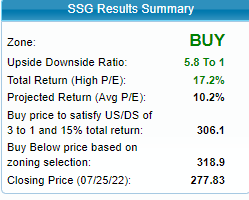 SSG Results Summary
Zone: BUY
Upside Downside Ratio: 5.8 To 1
Total Return (High P/E): 17.2%
Projected Return (Avg P/E): 10.2%
Buy price to satisfy US/DS of
3 to 1 and 15% total return: 306.1
Buy Below price based on
zoning selection: 318.9
Closing Price (07/25/22): 277.83